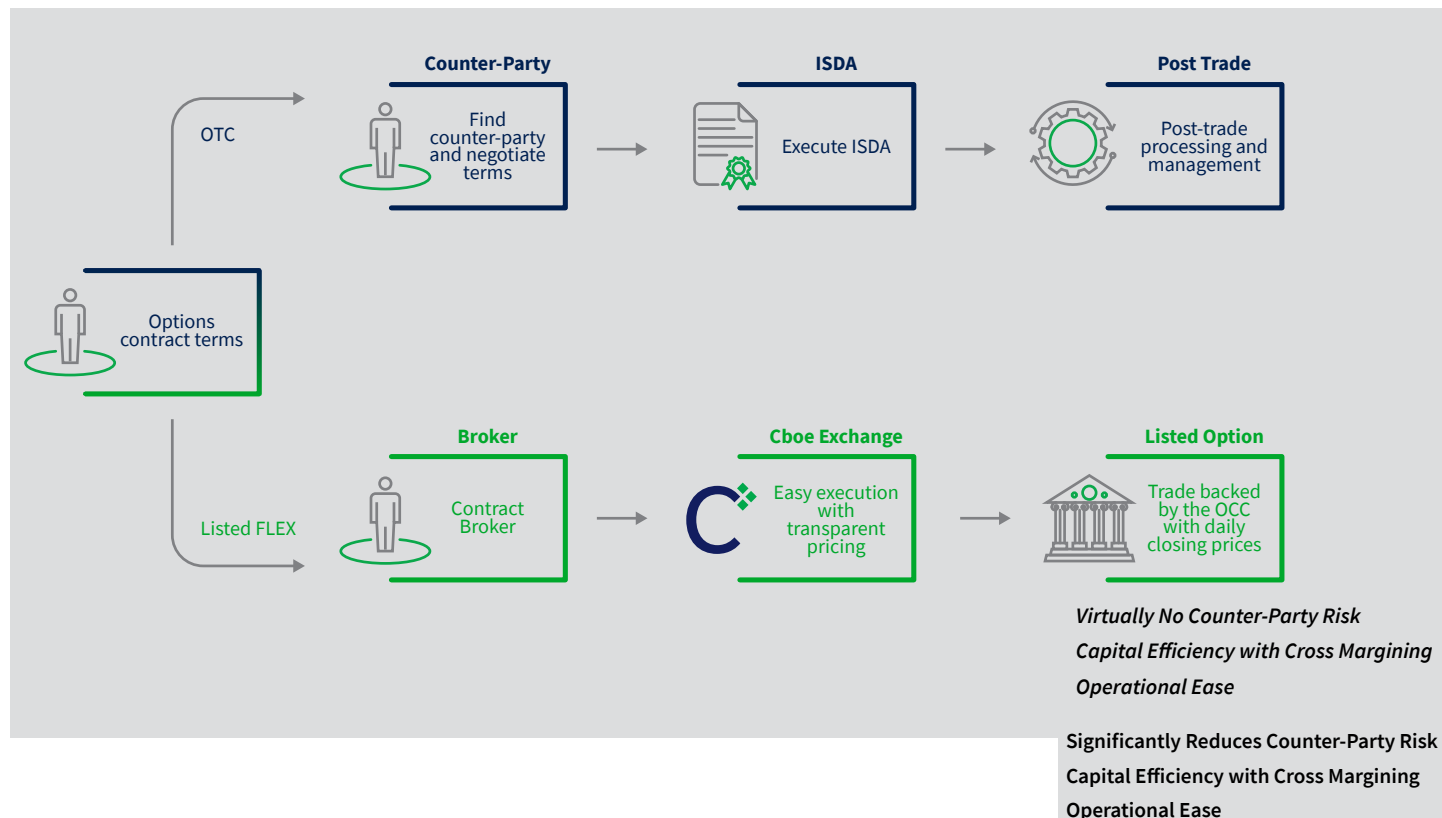 OTC
Counter-Party
Find
counter-party
and negotiate
terms
ISDA
Execute ISDA
Post Trade
Post-trade
processing and
management
Options
contract terms
Listed FLEX
Broker
Contract
Broker
Cboe Exchange
Easy execution
with
transparent
pricing
Listed Option
Trade backed
by the OCC
with daily
closing prices
Virtually No Counter-Party Risk
Capital Efficiency with Cross Margining
Operational Ease
Significantly Reduces Counter-Party Risk
Capital Efficiency with Cross Margining
Operational Ease